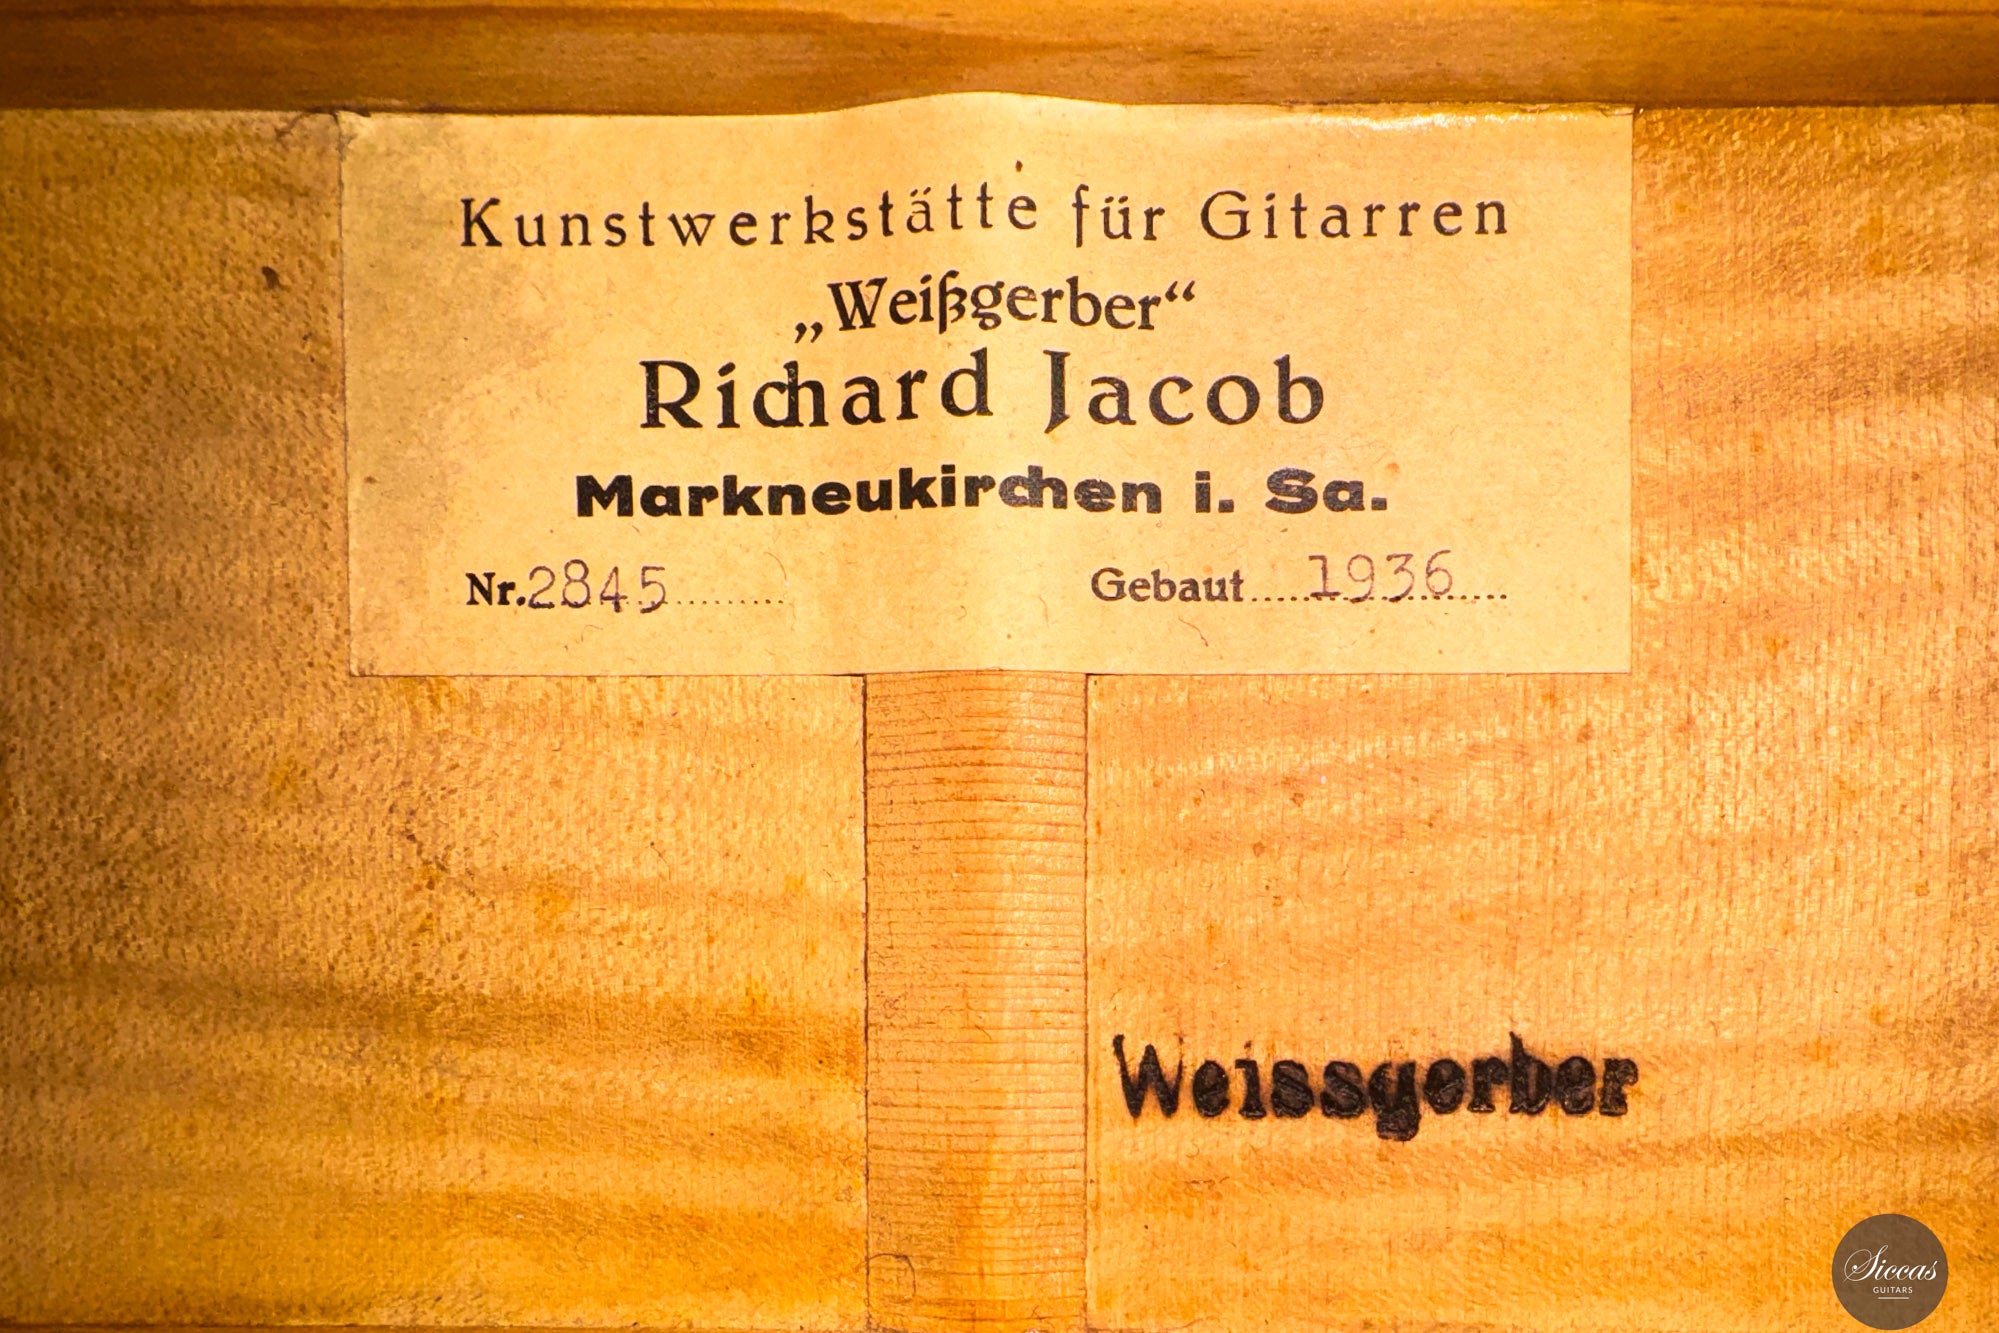 Kunstwerkstätte für Gitarren
„Weißgerber“
Richard Jacob
Markneukirchen i. Sa.
Nr. 2845 Gebaut 1936
Weissgerber
Siccas
GUITARS